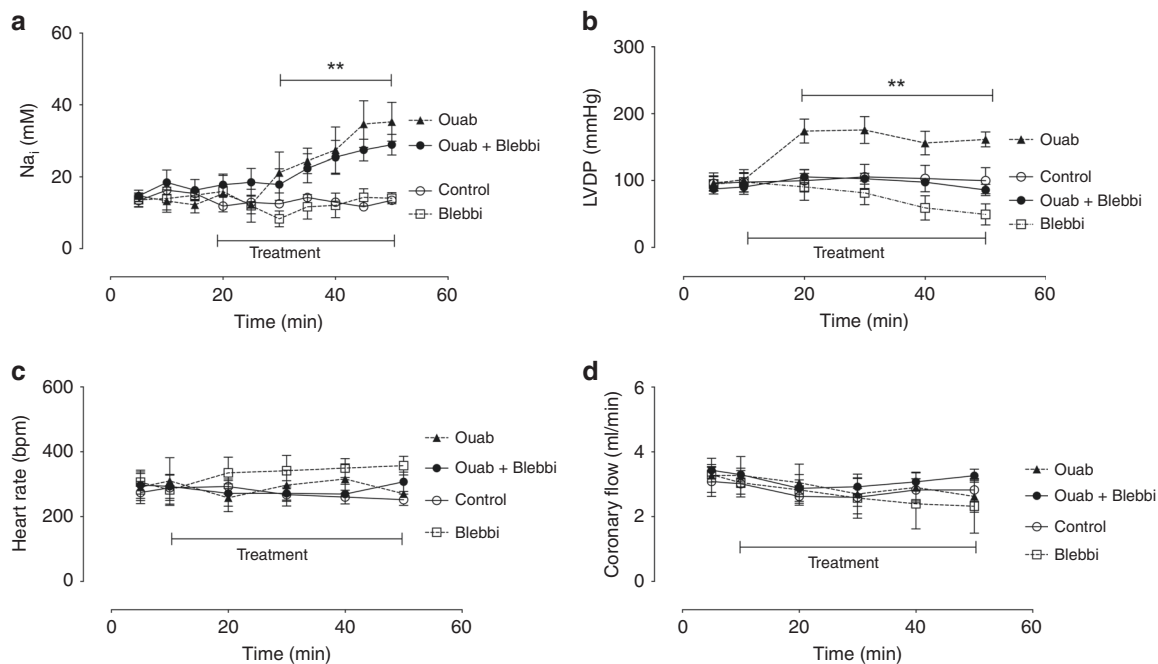 a
60
40
20
0
Na i (mM)
**
Ouab
Ouab + Blebbi
Control
Blebbi
Treatment
0 20 40 60
Time (min)
b
300
200
100
0
LVDP (mmHg)
**
Ouab
Control
Ouab + Blebbi
Blebbi
Treatment
0 20 40 60
Time (min)
c
600
400
200
0
Heart rate (bpm)
Ouab
Ouab + Blebbi
Control
Blebbi
Treatment
0 20 40 60
Time (min)
d
6
4
2
0
Coronary flow (ml/min)
Ouab
Ouab + Blebbi
Control
Blebbi
Treatment
0 20 40 60
Time (min)